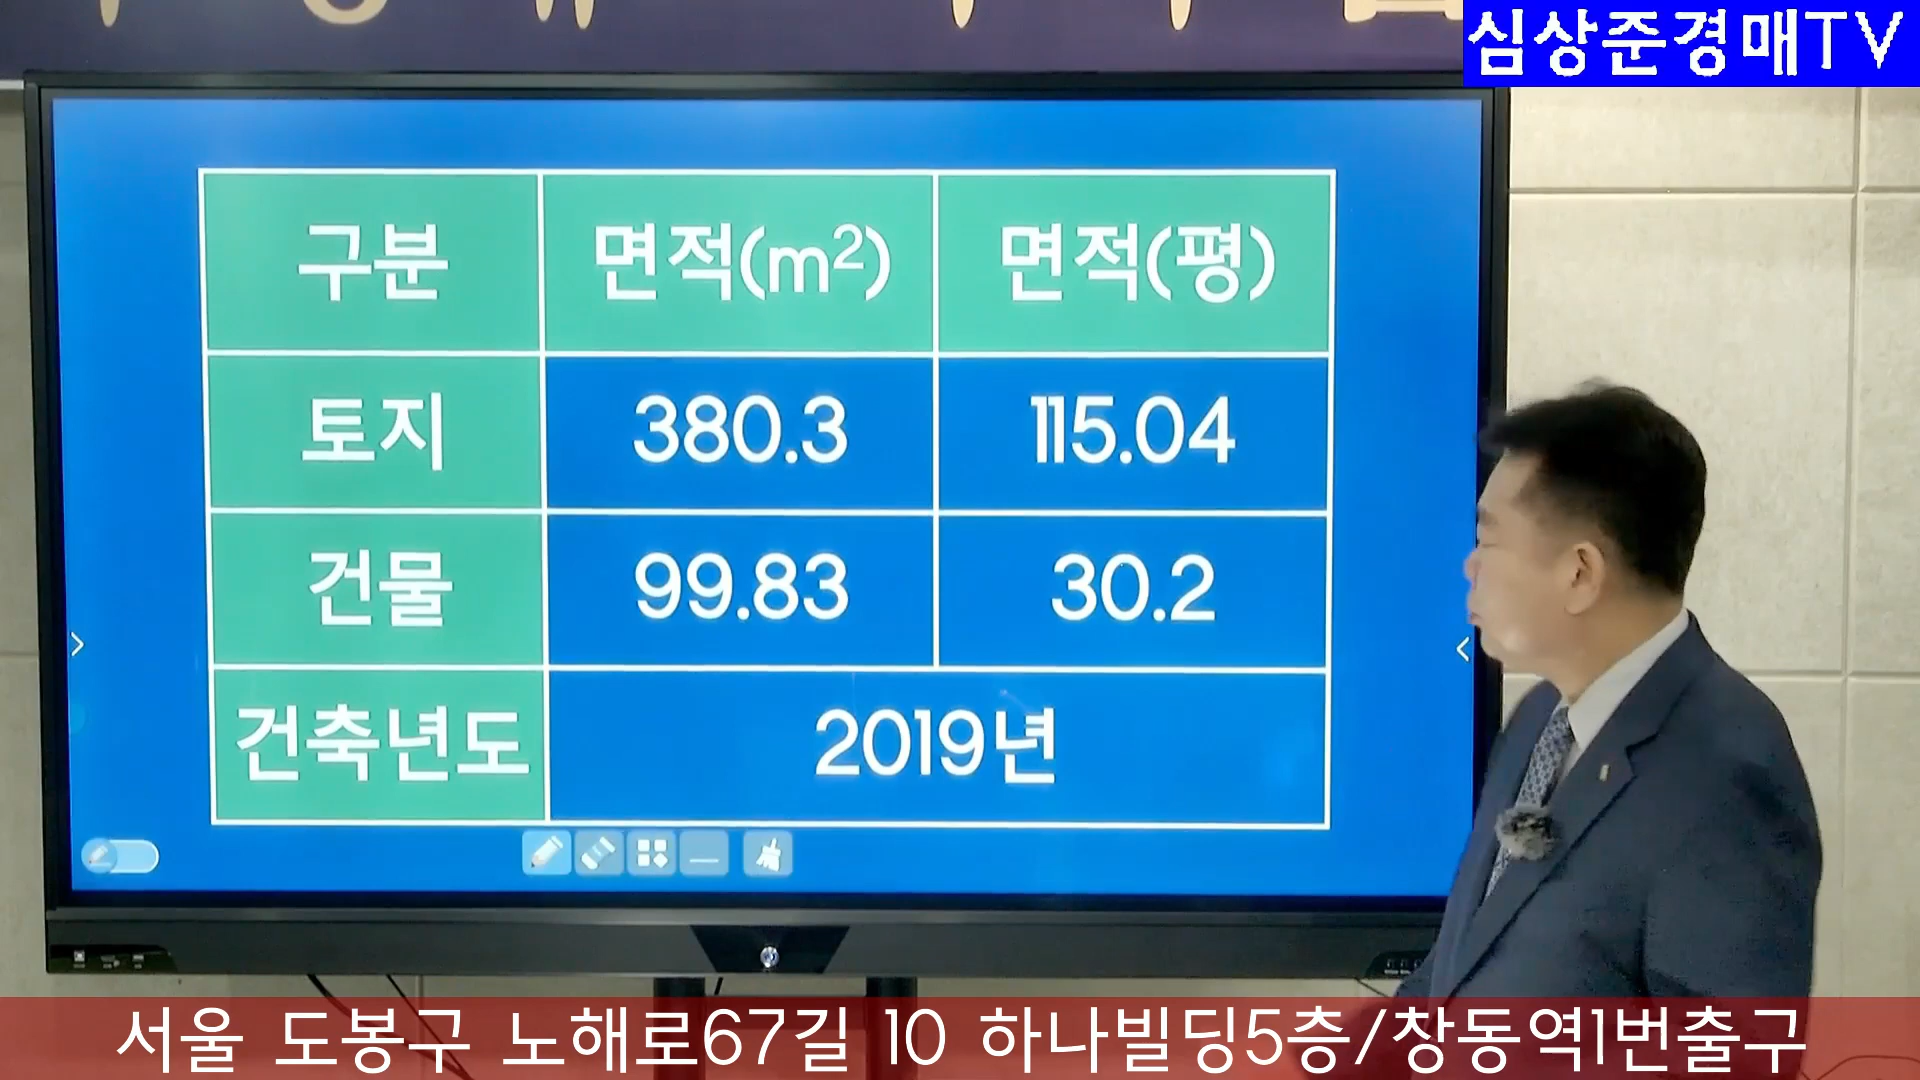 심상준경매TV
구분 면적(m²) 면적(평)
토지 380.3 115.04
건물 99.83 30.2
건축년도 2019년
서울 도봉구 노해로67길 10 하나빌딩5층/창동역1번출구